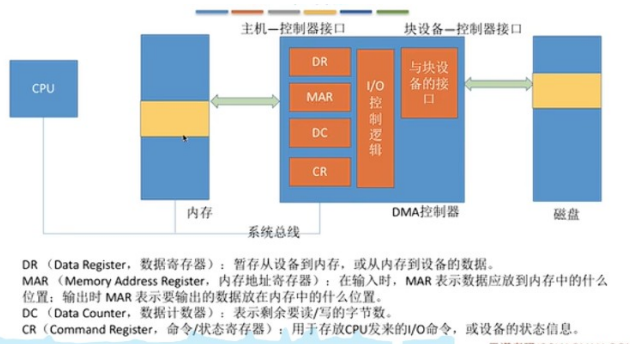 主机—控制器接口
块设备—控制器接口
CPU
DR
MAR
DC
CR
I/O控制逻辑
与块设备的接口
内存
DMA控制器
磁盘
系统总线
DR （Data Register，数据寄存器）：暂存从设备到内存，或从内存到设备的数据。
MAR （Memory Address Register，内存地址寄存器）：在输入时，MAR 表示数据应放到内存中的什么
位置；输出时 MAR 表示要输出的数据放在内存中的什么位置。
DC （Data Counter，数据计数器）：表示剩余要读/写的字节数。
CR（Command Register，命令/状态寄存器）：用于存放CPU发来的I/O命令，或设备的状态信息。